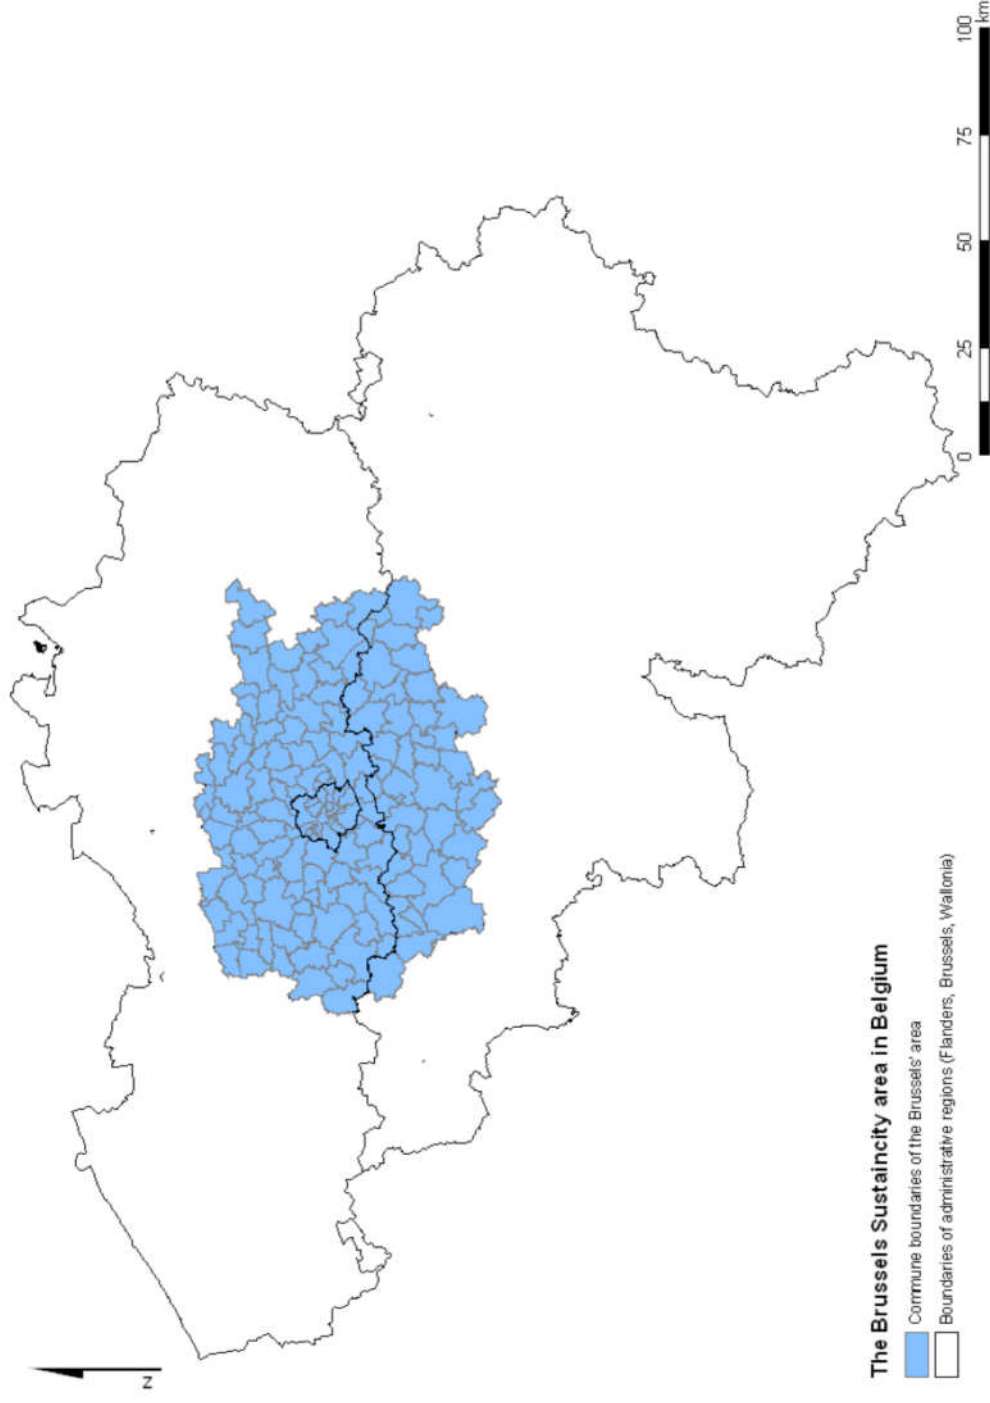 N
The Brussels Sustaincity area in Belgium
Commune boundaries of the Brussels' area
Boundaries of administrative regions (Flanders, Brussels, Wallonia)
0 25 50 75 100
km